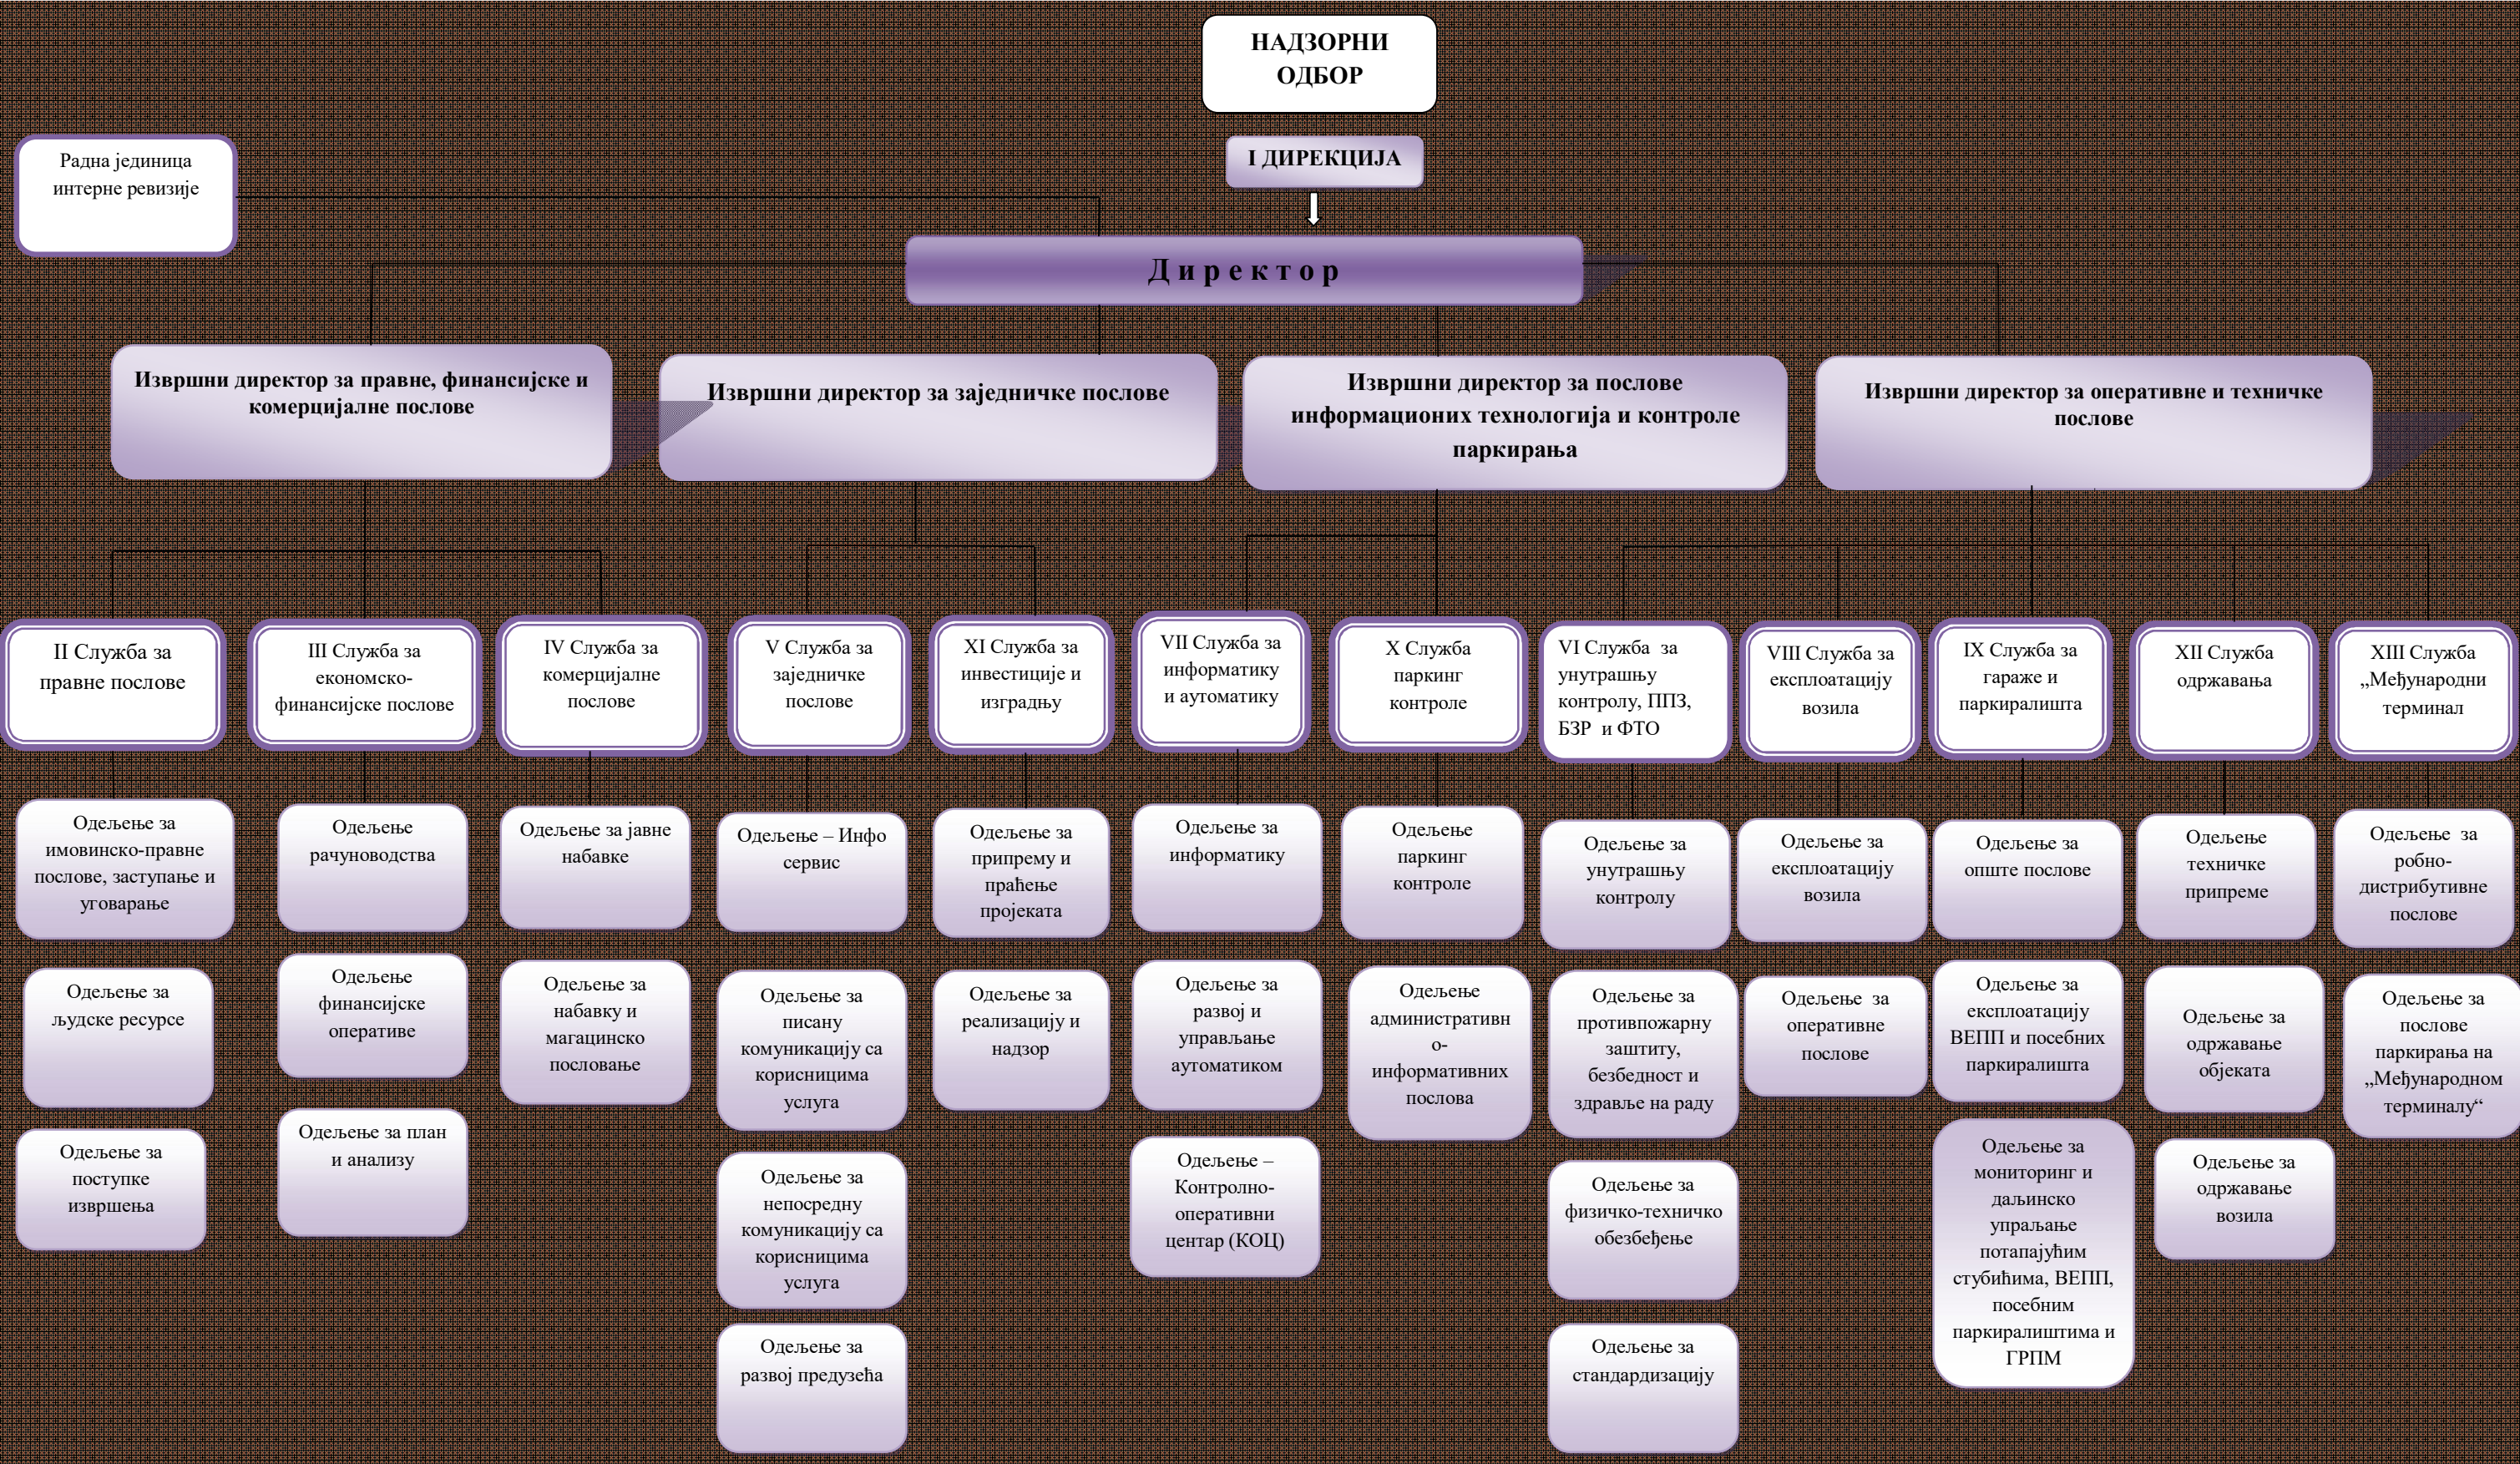 НАДЗОРНИ
ОДБОР
I ДИРЕКЦИЈА
Радна јединица
интерне ревизије
Директор
Извршни директор за правне, финансијске и
комерцијалне послове
Извршни директор за заједничке послове
Извршни директор за послове
информационих технологија и контроле
паркирања
Извршни директор за оперативне и техничке
послове
II Служба за
правне послове
III Служба за
економско-
финансијске послове
IV Служба за
комерцијалне
послове
V Служба за
заједничке
послове
XI Служба за
инвестиције и
изградњу
VII Служба за
информатику
и аутоматику
X Служба
паркинг
контроле
VI Служба за
унутрашњу
контролу, ППЗ,
БЗР и ФТО
VIII Служба за
експлоатацију
возила
IX Служба за
гараже и
паркиралишта
XII Служба
одржавања
XIII Служба
„Међународни
терминал
Одељење за
имовинско-правне
послове, заступање и
уговарање
Одељење
рачуноводства
Одељење за јавне
набавке
Одељење – Инфо
сервис
Одељење за
припрему и
праћење
пројеката
Одељење за
информатику
Одељење
паркинг
контроле
Одељење за
унутрашњу
контролу
Одељење за
експлоатацију
возила
Одељење за
опште послове
Одељење
техничке
припреме
Одељење за
робно-
дистрибутивне
послове
Одељење за
људске ресурсе
Одељење
финансијске
оперативе
Одељење за
набавку и
магацинско
пословање
Одељење за
писану
комуникацију са
корисницима
услуга
Одељење за
реализацију и
надзор
Одељење за
развој и
управљање
аутоматиком
Одељење
административн
о-
информативних
послова
Одељење за
противпожарну
заштиту,
безбедност и
здравље на раду
Одељење за
оперативне
послове
Одељење за
експлоатацију
ВЕПП и посебних
паркиралишта
Одељење за
одржавање
објеката
Одељење за
послове
паркирања на
„Међународном
терминалу“
Одељење за
поступке
извршења
Одељење за план
и анализу
Одељење за
непосредну
комуникацију са
корисницима
услуга
Одељење –
Контролно-
оперативни
центар (КОЦ)
Одељење за
физичко-техничко
обезбеђење
Одељење за
мониторинг и
даљинско
упраљање
потапајућим
стубићима, ВЕПП,
посебним
паркиралиштима и
ГРПМ
Одељење за
одржавање
возила
Одељење за
развој предузећа
Одељење за
стандардизацију